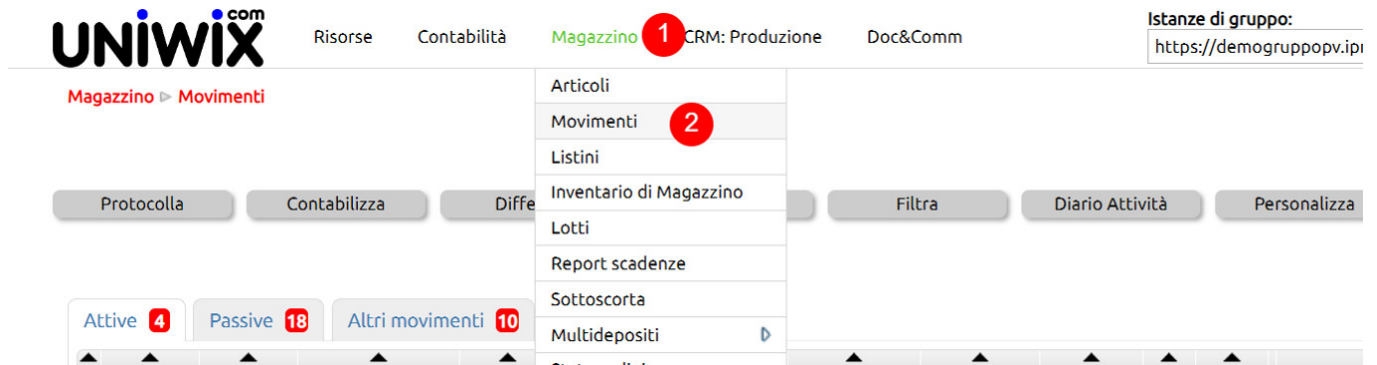 UNIWIX.com
Risorse Contabilità Magazzino 1 CRM: Produzione Doc&Comm
Istanze di gruppo:
https://demogruppopv.ipr
Magazzino Movimenti
Articoli
Movimenti 2
Listini
Inventario di Magazzino
Lotti
Report scadenze
Sottoscorta
Multidepositi
Protocolla Contabilizza Diffe Filtra Diario Attività Personalizza
Attive 4 Passive 18 Altri movimenti 10